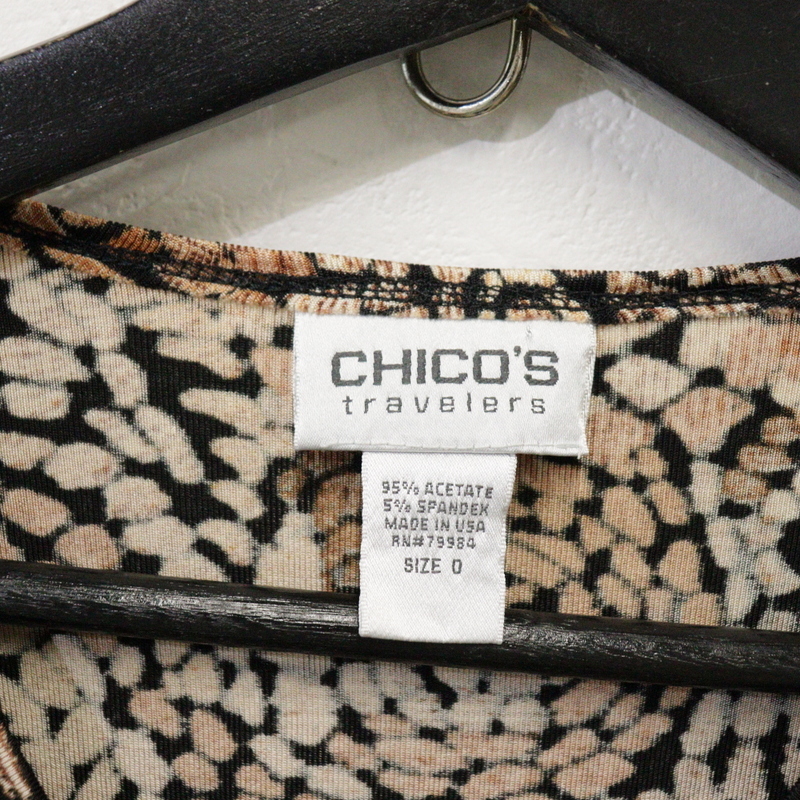 CHICO'S
travelers
95% ACETATE
5% SPANDEX
MADE IN USA
RN#79984
SIZE 0